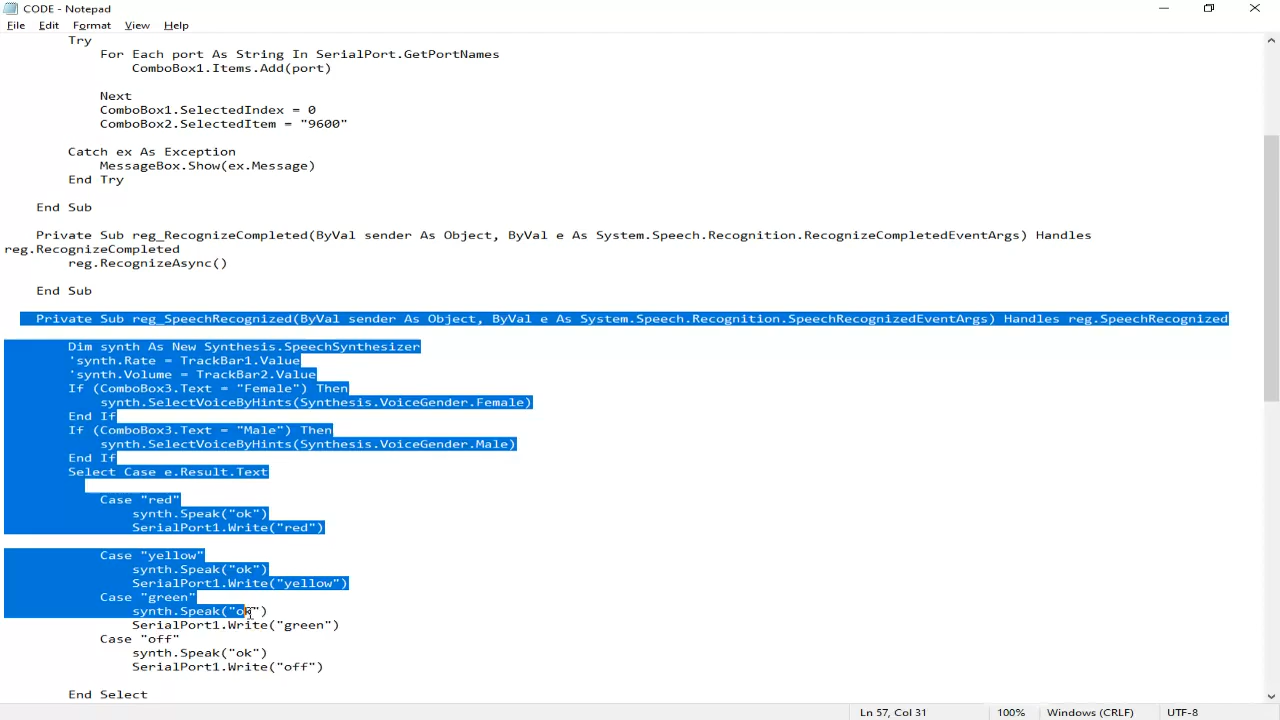 CODE - Notepad
File Edit Format View Help
Try
For Each port As String In SerialPort.GetPortNames
ComboBox1.Items.Add(port)
Next
ComboBox1.SelectedIndex = 0
ComboBox2.SelectedItem = "9600"
Catch ex As Exception
MessageBox.Show(ex.Message)
End Try
End Sub
Private Sub reg_RecognizeCompleted(ByVal sender As Object, ByVal e As System.Speech.Recognition.RecognizeCompletedEventArgs) Handles
reg.RecognizeCompleted
reg.RecognizeAsync()
End Sub
Private Sub reg_SpeechRecognized(ByVal sender As Object, ByVal e As System.Speech.Recognition.SpeechRecognizedEventArgs) Handles reg.SpeechRecognized
Dim synth As New Synthesis.SpeechSynthesizer
'synth.Rate = TrackBar1.Value
'synth.Volume = TrackBar2.Value
If (ComboBox3.Text = "Female") Then
synth.SelectVoiceByHints(Synthesis.VoiceGender.Female)
End If
If (ComboBox3.Text = "Male") Then
synth.SelectVoiceByHints(Synthesis.VoiceGender.Male)
End If
Select Case e.Result.Text
Case "red"
synth.Speak("ok")
SerialPort1.Write("red")
Case "yellow"
synth.Speak("ok")
SerialPort1.Write("yellow")
Case "green"
synth.Speak("ok")
SerialPort1.Write("green")
Case "off"
synth.Speak("ok")
SerialPort1.Write("off")
End Select
Ln 57, Col 31 100% Windows (CRLF) UTF-8